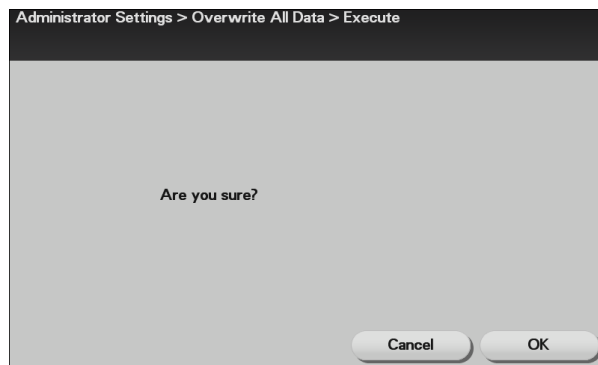 Administrator Settings > Overwrite All Data > Execute
Are you sure?
Cancel
OK